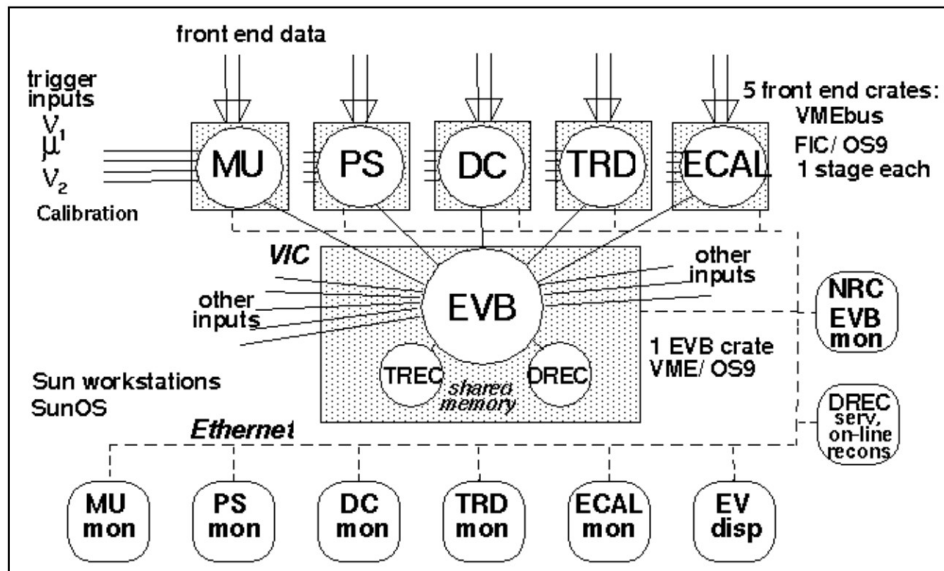 front end data
trigger
inputs
V1
μ1
V2
Calibration
MU
PS
DC
TRD
ECAL
5 front end crates:
VMEbus
FIC/ OS9
1 stage each
VIC
other
inputs
EVB
other
inputs
TREC
DREC
shared
memory
1 EVB crate
VME/ OS9
NRC
EVB
mon
Sun workstations
SunOS
DREC
serv,
on-line
recons
Ethernet
MU
mon
PS
mon
DC
mon
TRD
mon
ECAL
mon
EV
disp